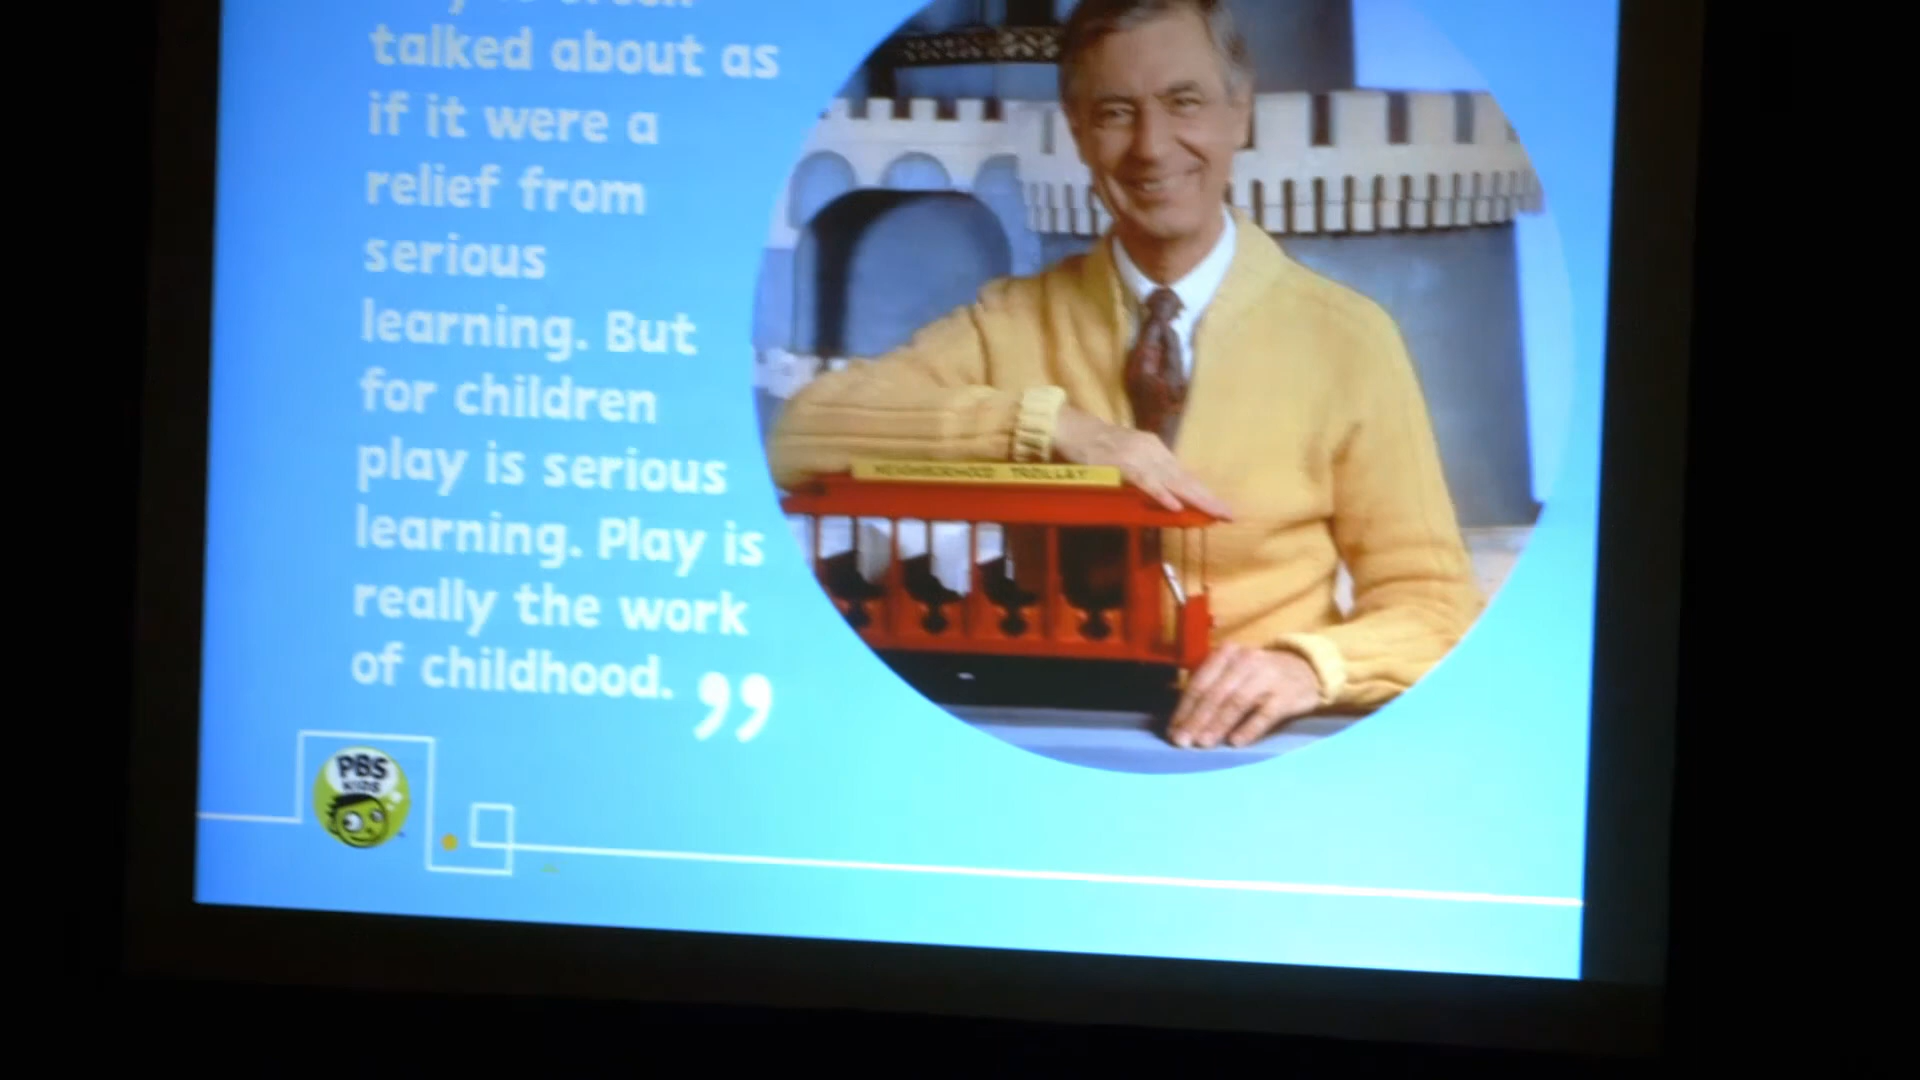 talked about as
if it were a
relief from
serious
learning. But
for children
play is serious
learning. Play is
really the work
of childhood.”
NEIGHBORHOOD TROLLEY
PBS
KIDS